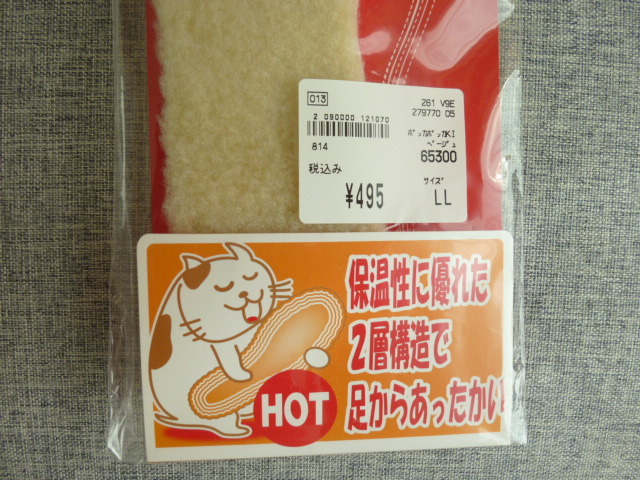 013
261 V9E
279770 05
2 090000 121070
814
ポッカポッカK.I
ベージュ
65300
税込み
サイズ
¥495
LL
保温性に優れた
2層構造で
足からあったかい!
HOT